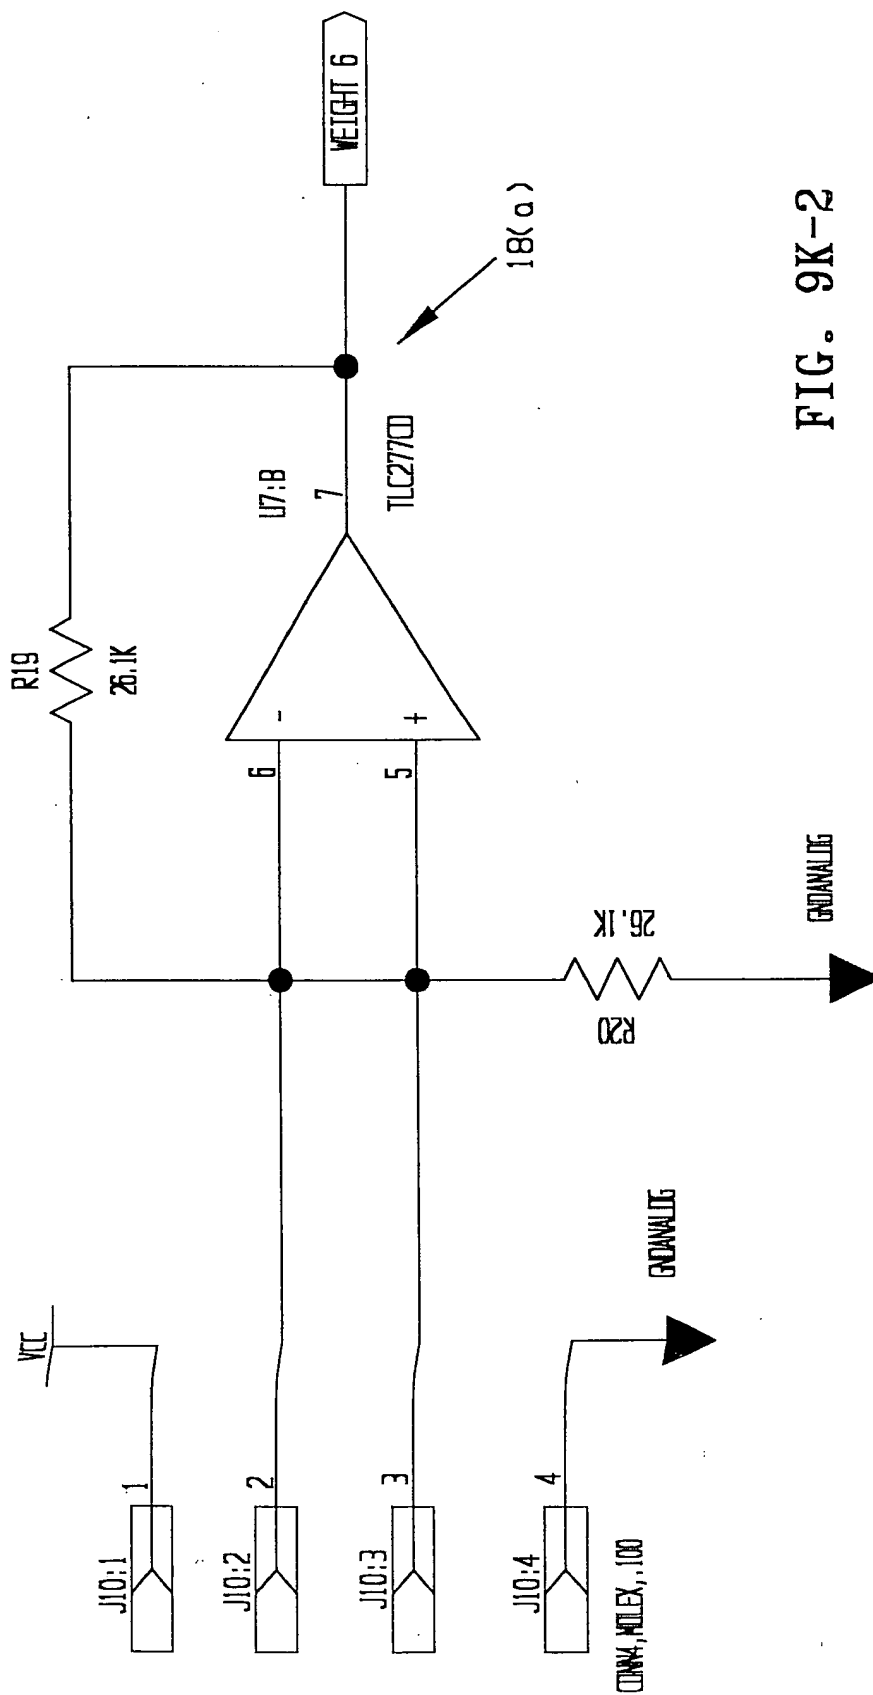 R19
26.1K
VCC
J10:1
1
J10:2
2
J10:3
3
J10:4
4
CONN4,MOLEX,.100
GNDANALOG
6
-
5
+
U7:B
7
TLC277CD
WEIGHT 6
18(a)
R20
26.1K
GNDANALOG
FIG. 9K-2